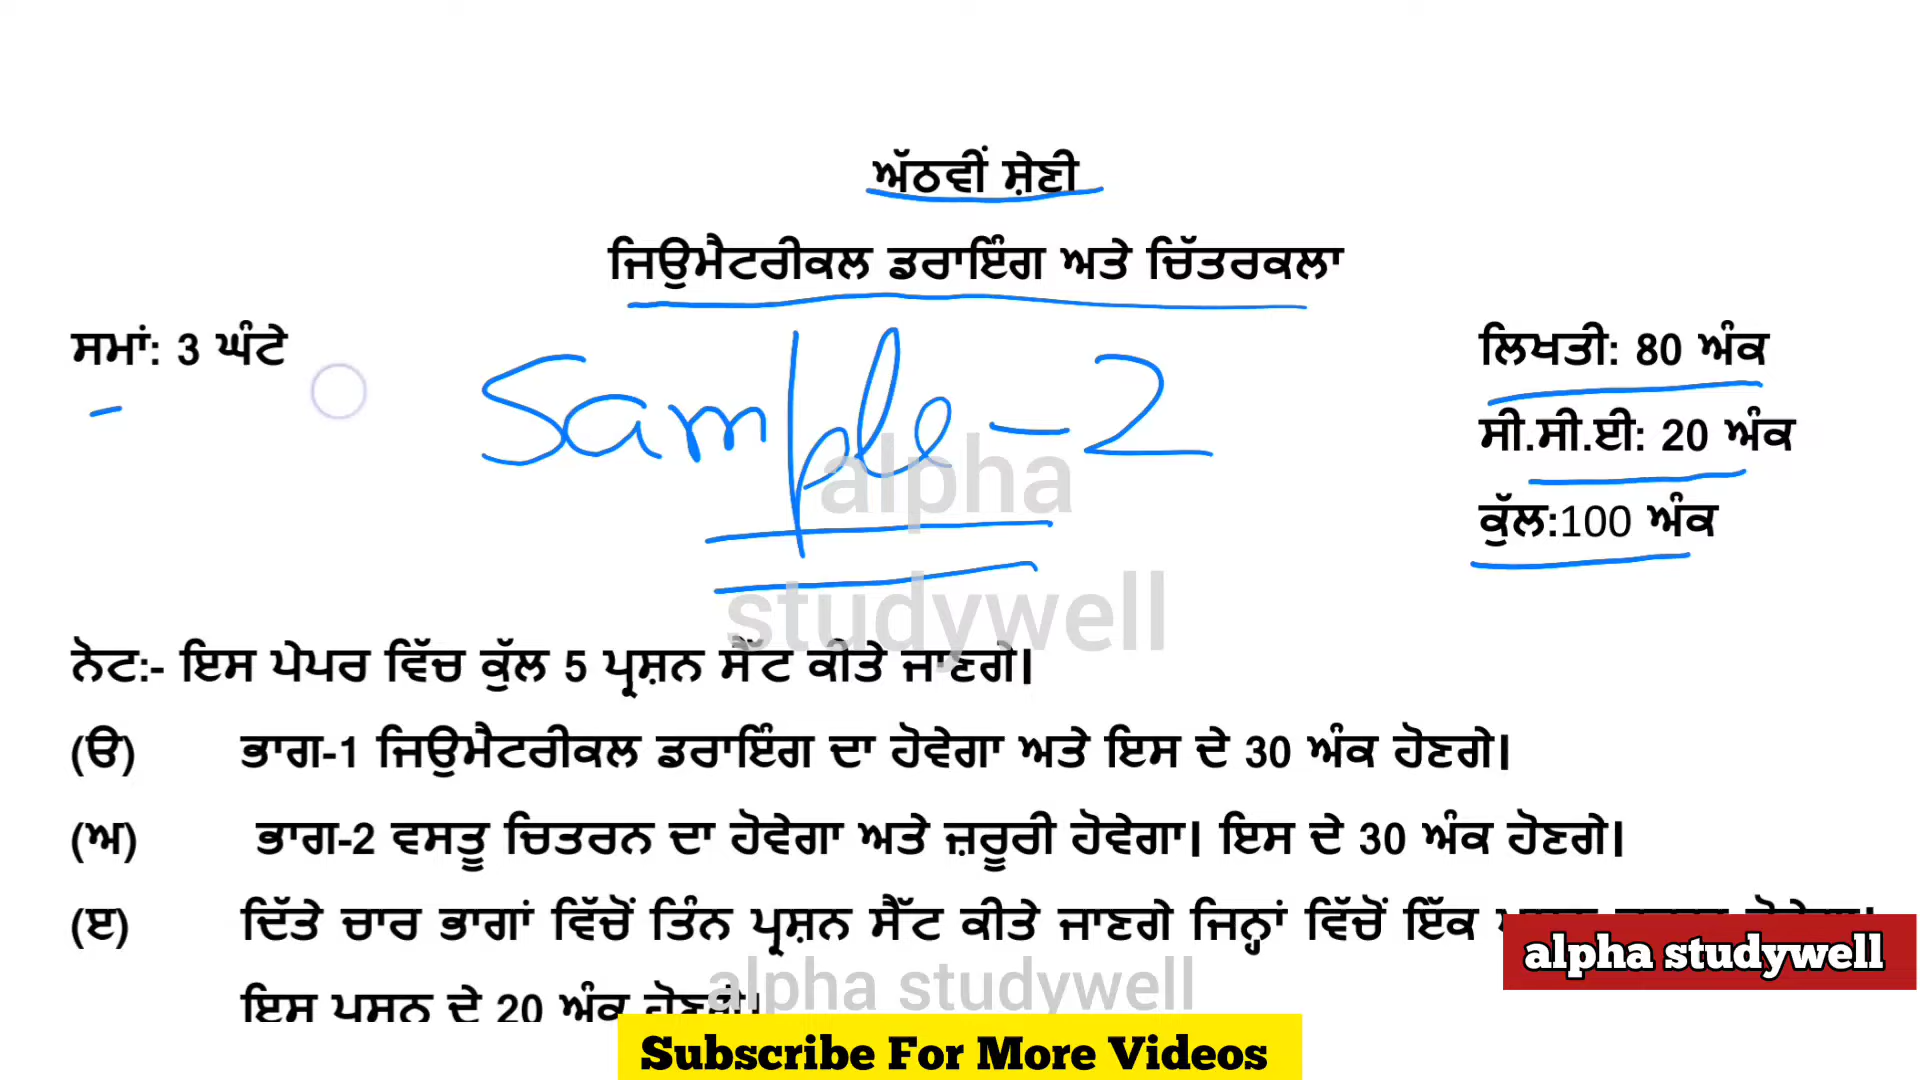 ਅੱਠਵੀਂ ਸ਼੍ਰੇਣੀ
ਜਿਉਮੈਟਰੀਕਲ ਡਰਾਇੰਗ ਅਤੇ ਚਿੱਤਰਕਲਾ
ਸਮਾਂ: 3 ਘੰਟੇ
ਲਿਖਤੀ: 80 ਅੰਕ
Sample-2
ਸੀ.ਸੀ.ਈ: 20 ਅੰਕ
ਕੁੱਲ:100 ਅੰਕ
alpha
studywell
ਨੋਟ:- ਇਸ ਪੇਪਰ ਵਿੱਚ ਕੁੱਲ 5 ਪ੍ਰਸ਼ਨ ਸੈੱਟ ਕੀਤੇ ਜਾਣਗੇ।
(ੳ) ਭਾਗ-1 ਜਿਉਮੈਟਰੀਕਲ ਡਰਾਇੰਗ ਦਾ ਹੋਵੇਗਾ ਅਤੇ ਇਸ ਦੇ 30 ਅੰਕ ਹੋਣਗੇ।
(ਅ) ਭਾਗ-2 ਵਸਤੂ ਚਿਤਰਨ ਦਾ ਹੋਵੇਗਾ ਅਤੇ ਜ਼ਰੂਰੀ ਹੋਵੇਗਾ। ਇਸ ਦੇ 30 ਅੰਕ ਹੋਣਗੇ।
(ੲ) ਦਿੱਤੇ ਚਾਰ ਭਾਗਾਂ ਵਿੱਚੋਂ ਤਿੰਨ ਪ੍ਰਸ਼ਨ ਸੈੱਟ ਕੀਤੇ ਜਾਣਗੇ ਜਿਨ੍ਹਾਂ ਵਿੱਚੋਂ ਇੱਕ
alpha studywell
ਇਸ ਪ੍ਰਸ਼ਨ ਦੇ 20 ਅੰਕ ਹੋਣਗੇ।
alpha studywell
Subscribe For More Videos